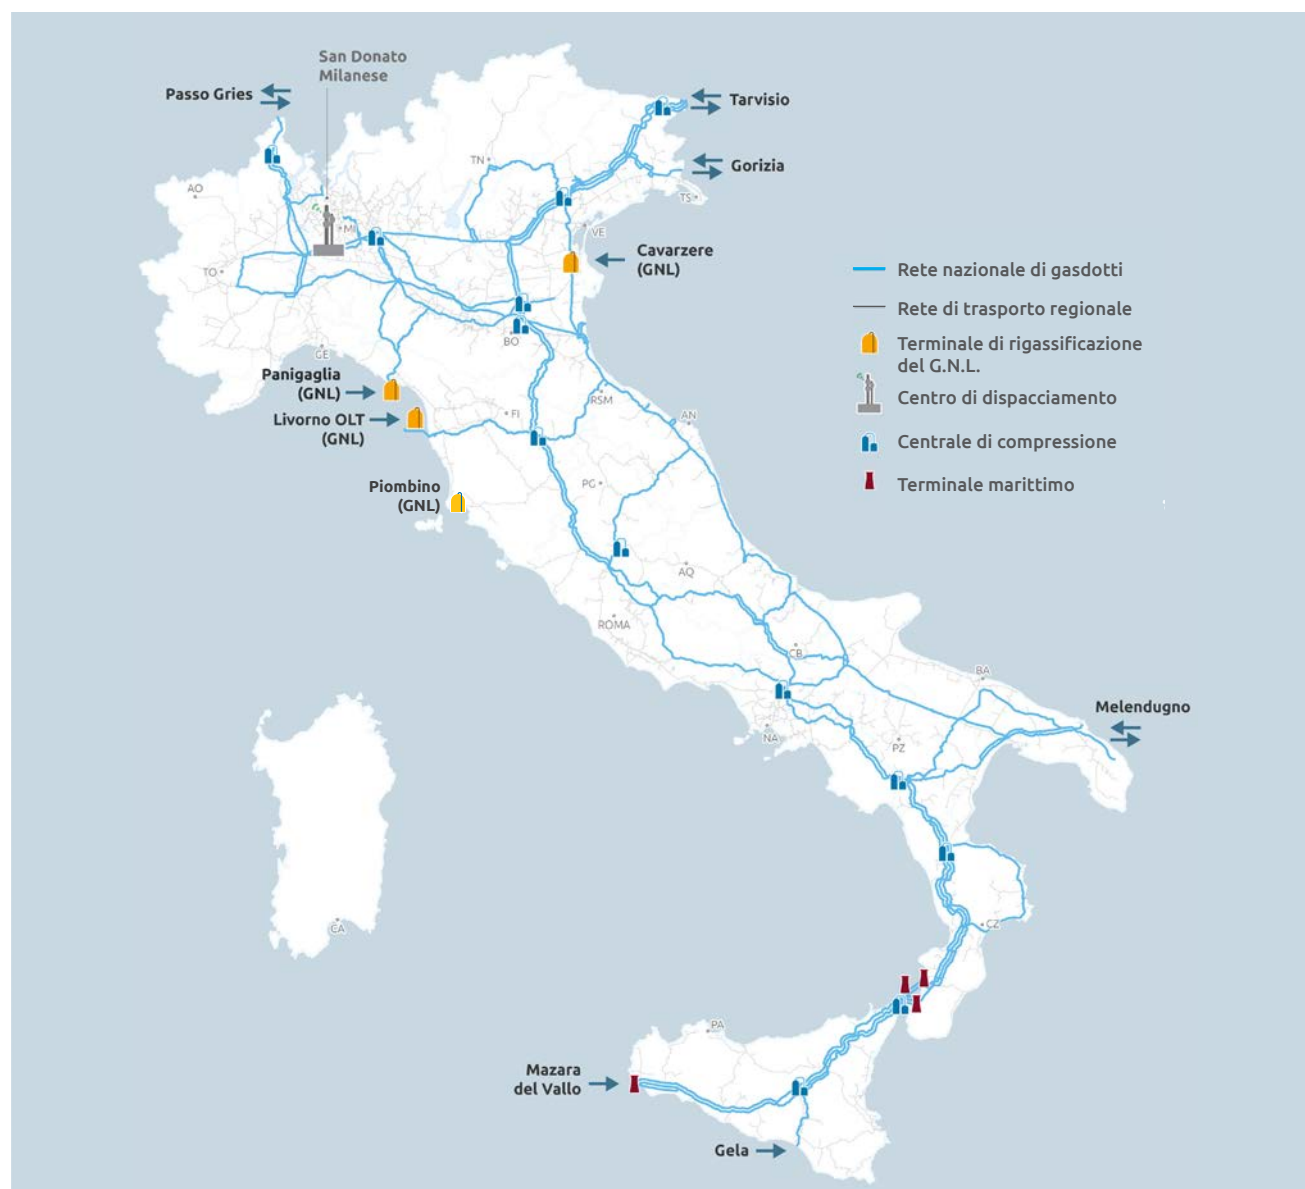 San Donato
Milanese
Passo Gries
Tarvisio
TN
Gorizia
AO
TS
MI
VE
Cavarzere
(GNL)
TO
Rete nazionale di gasdotti
Rete di trasporto regionale
Terminale di rigassificazione
del G.N.L.
Centro di dispacciamento
Centrale di compressione
Terminale marittimo
BO
GE
Panigaglia
(GNL)
RSM
FI
AN
Livorno OLT
(GNL)
PG
Piombino
(GNL)
AQ
ROMA
CB
BA
Melendugno
NA
PZ
CA
CZ
PA
Mazara
del Vallo
Gela